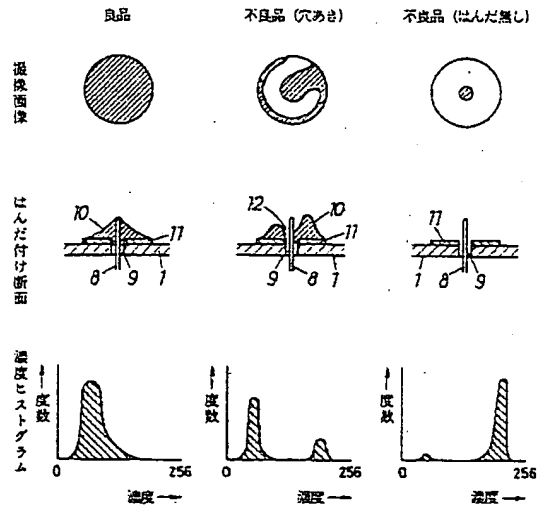 良品
不良品(穴あき)
不良品(はんだ無し)
撮像画像
はんだ付け断面
10
11
8
9
1
12
10
11
9
8
1
11
1
8
9
濃度ヒストグラム
度数
0
256
濃度
度数
0
256
濃度
度数
0
256
濃度